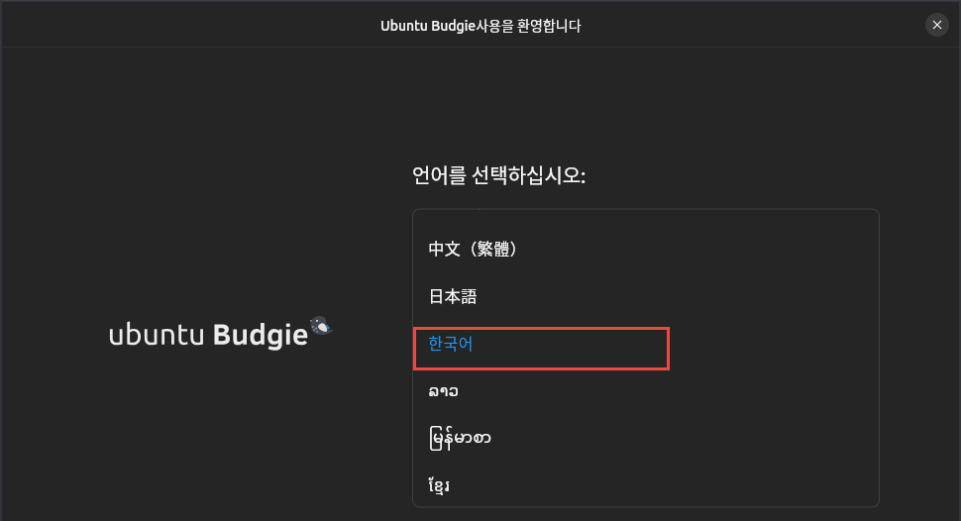 Ubuntu Budgie사용을 환영합니다
언어를 선택하십시오:
中文（繁體）
日本語
ubuntu Budgie
한국어
ລາວ
မြန်မာစာ
ខ្មែរ